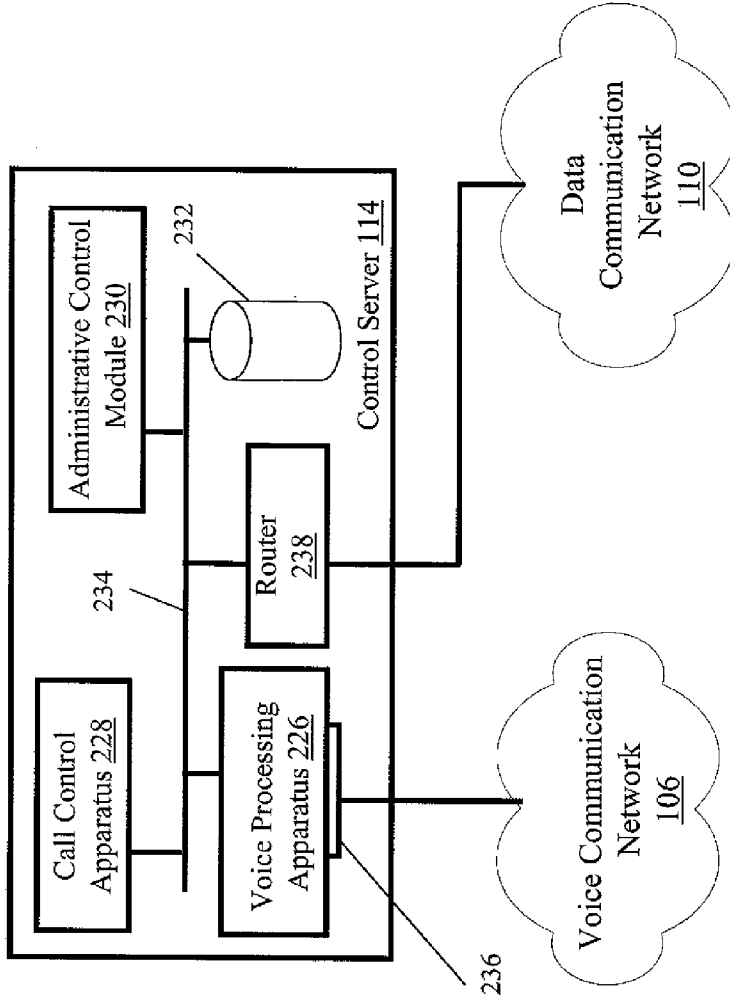 Call Control
Apparatus 228
Administrative Control
Module 230
234
232
Voice Processing
Apparatus 226
Router
238
Control Server 114
236
Voice Communication
Network
106
Data
Communication
Network
110